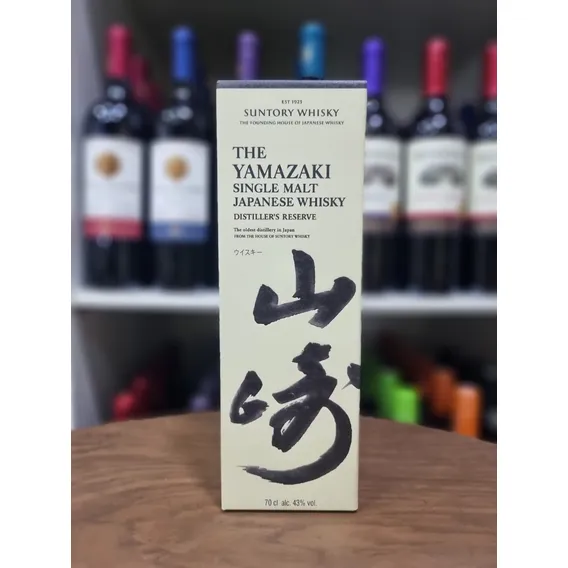 EST 1923
SUNTORY WHISKY
THE FOUNDING HOUSE OF JAPANESE WHISKY
THE
YAMAZAKI
SINGLE MALT
JAPANESE WHISKY
DISTILLER'S RESERVE
The oldest distillery in Japan
FROM THE HOUSE OF SUNTORY WHISKY
ウイスキー
山
崎
70 cl alc. 43% vol.